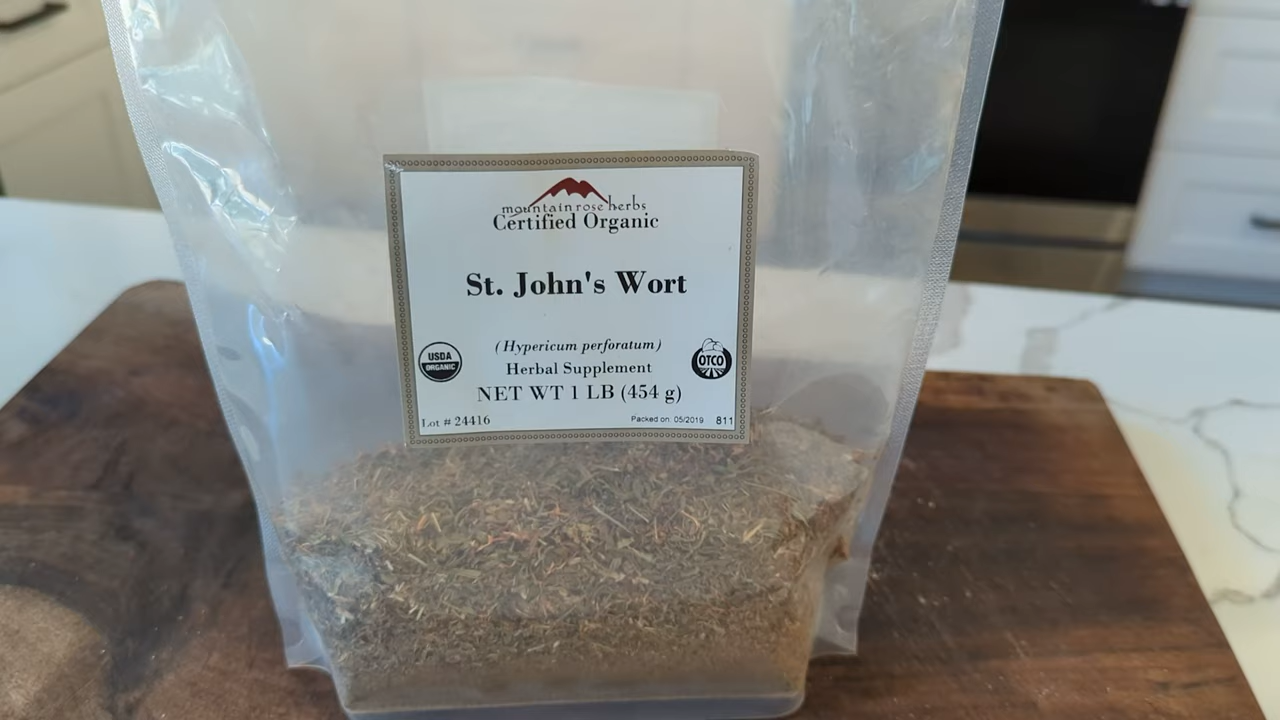 mountain rose herbs
Certified Organic
St. John's Wort
(Hypericum perforatum)
USDA
ORGANIC
OTCO
Herbal Supplement
NET WT 1 LB (454 g)
Lot # 24416
Packed on: 05/2019 811